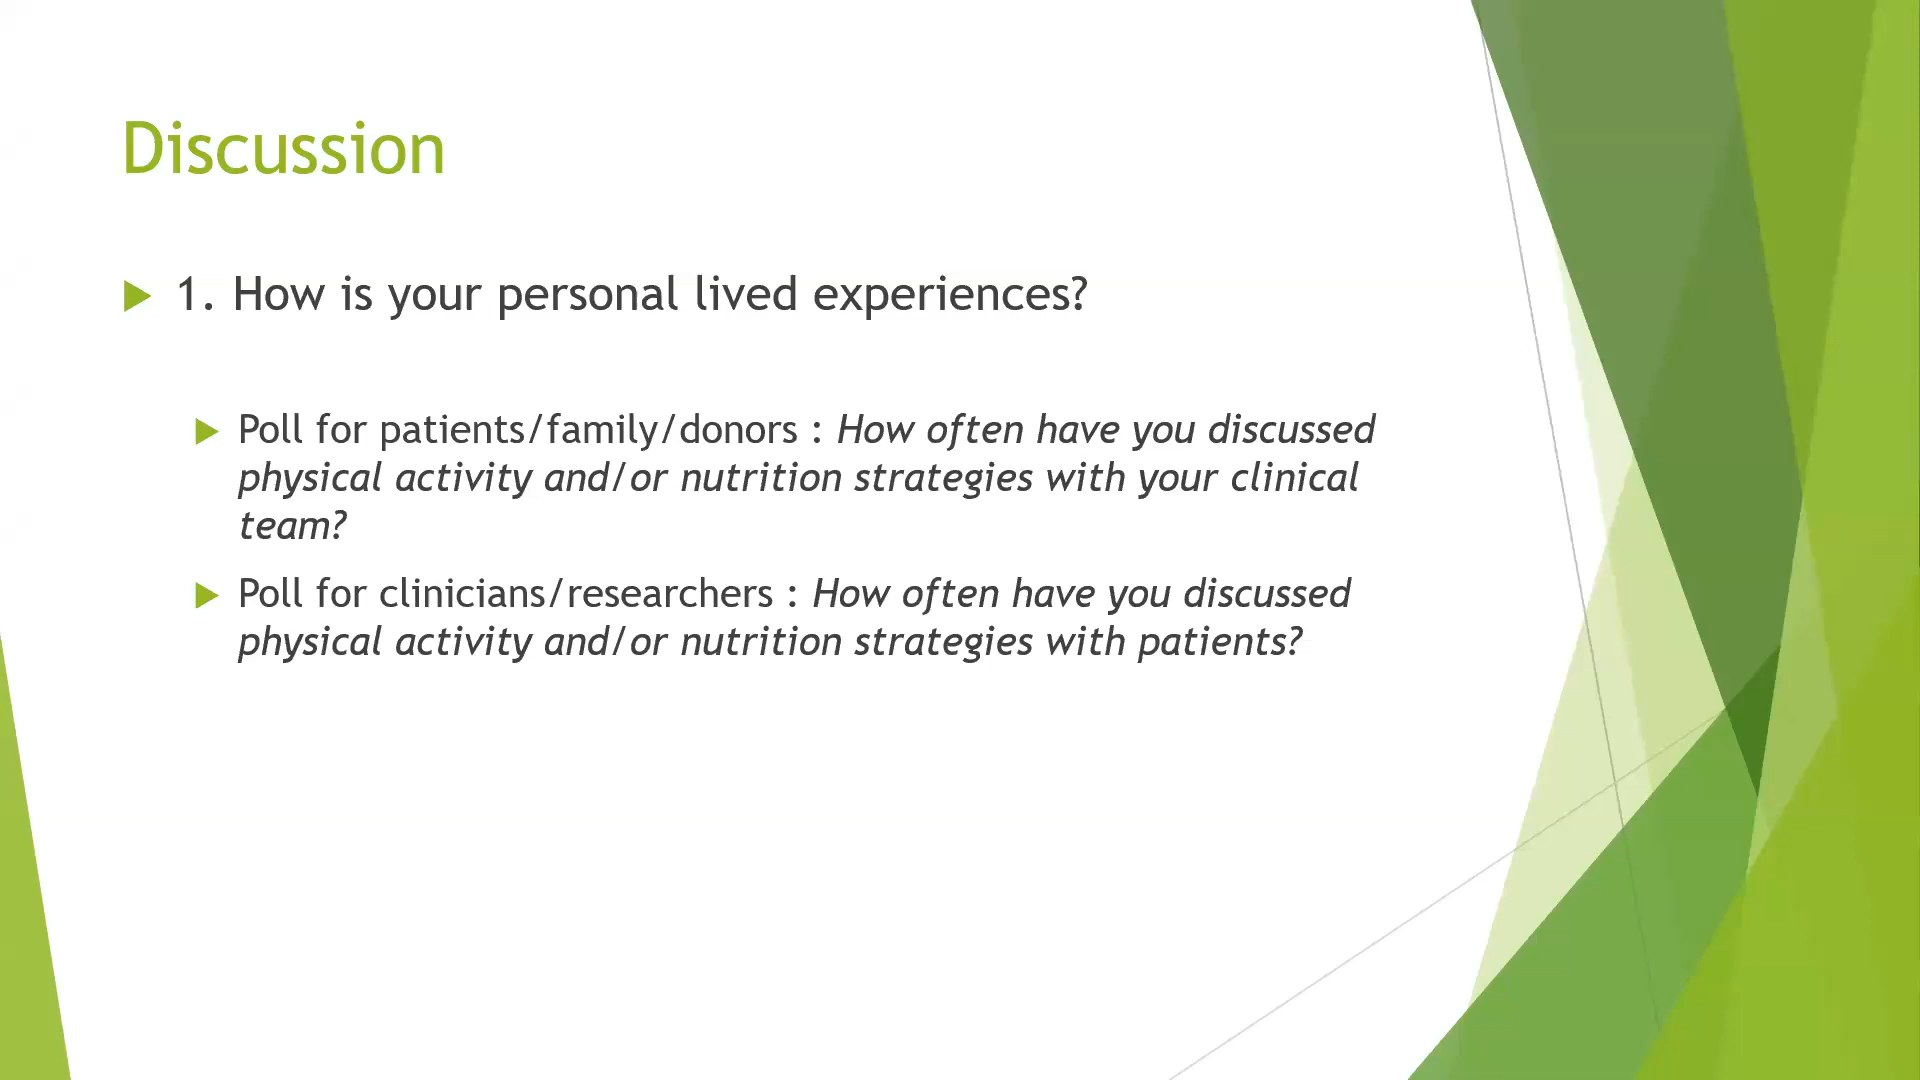 Discussion
1. How is your personal lived experiences?
Poll for patients/family/donors : How often have you discussed
physical activity and/or nutrition strategies with your clinical
team?
Poll for clinicians/researchers : How often have you discussed
physical activity and/or nutrition strategies with patients?